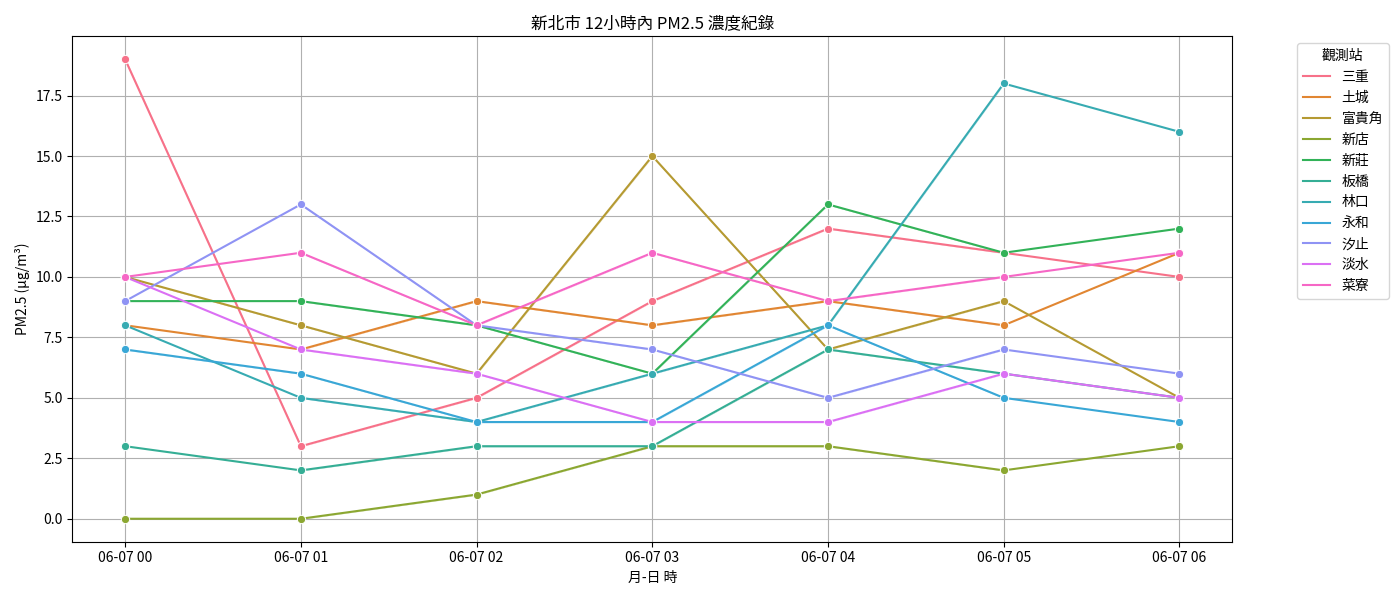 新北市 12小時內 PM2.5 濃度紀錄
PM2.5 (μg/m³)
17.5
15.0
12.5
10.0
7.5
5.0
2.5
0.0
06-07 00
06-07 01
06-07 02
06-07 03
06-07 04
06-07 05
06-07 06
月-日 時
觀測站
三重
土城
富貴角
新店
新莊
板橋
林口
永和
汐止
淡水
菜寮